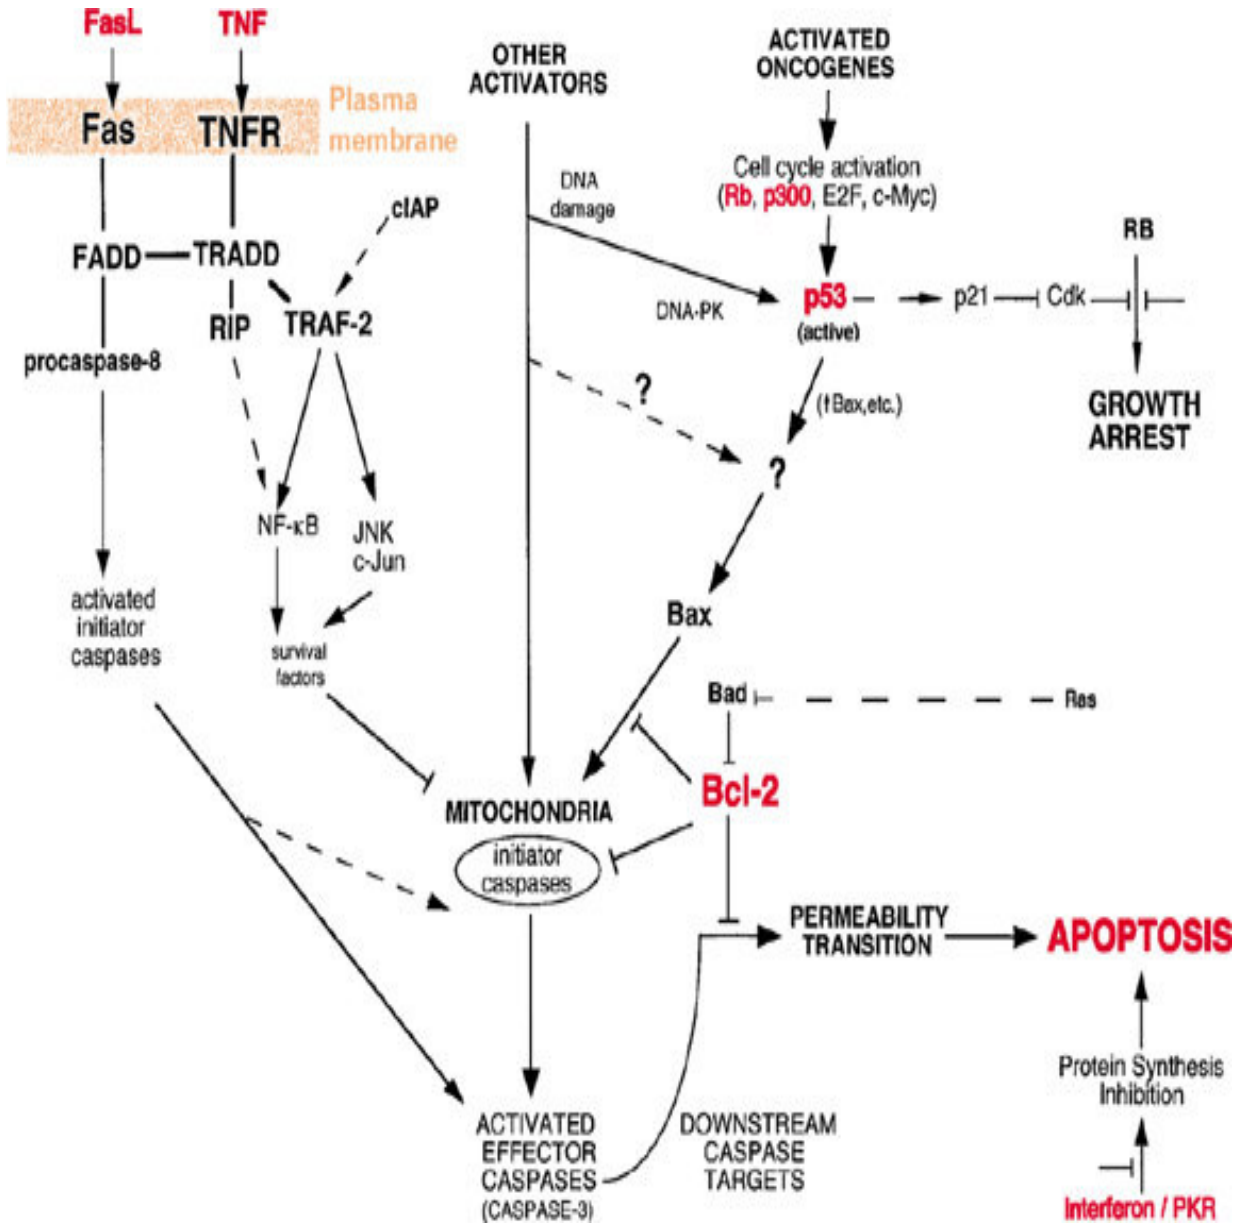 FasL
TNF
Plasma
membrane
Fas
TNFR
OTHER
ACTIVATORS
ACTIVATED
ONCOGENES
Cell cycle activation
(Rb, p300, E2F, c-Myc)
DNA
damage
cIAP
FADD
TRADD
RB
RIP
TRAF-2
DNA-PK
p53
(active)
p21
Cdk
procaspase-8
?
(↑Bax,etc.)
GROWTH
ARREST
?
NF-κB
JNK
c-Jun
activated
initiator
caspases
survival
factors
Bax
Bad
Ras
Bcl-2
MITOCHONDRIA
initiator
caspases
PERMEABILITY
TRANSITION
APOPTOSIS
Protein Synthesis
Inhibition
ACTIVATED
EFFECTOR
CASPASES
(CASPASE-3)
DOWNSTREAM
CASPASE
TARGETS
Interferon / PKR